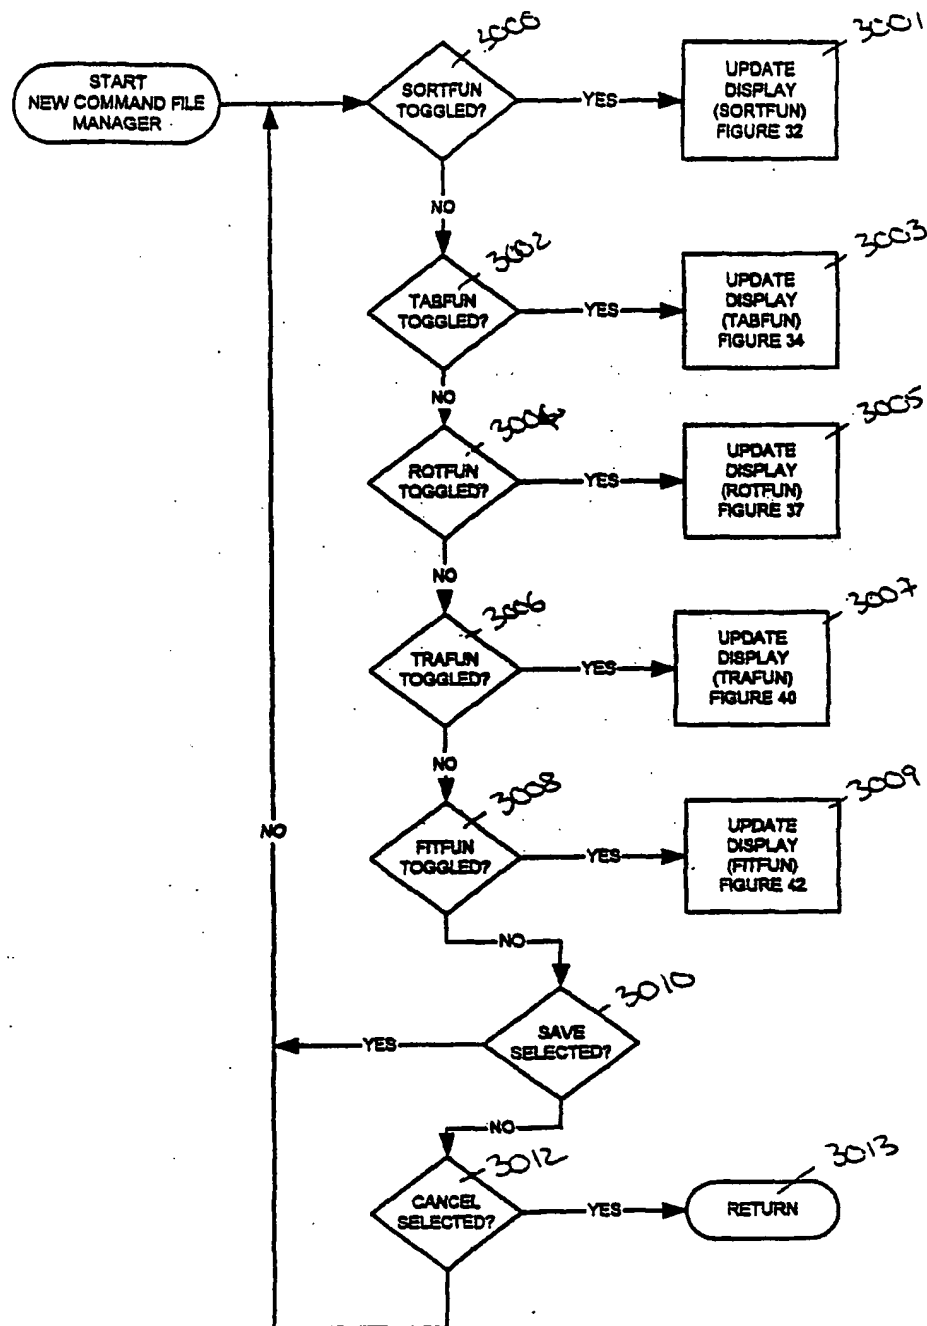 3000
3001
START
NEW COMMAND FILE
MANAGER
SORTFUN
TOGGLED?
YES
UPDATE
DISPLAY
(SORTFUN)
FIGURE 32
NO
3002
3003
TABFUN
TOGGLED?
YES
UPDATE
DISPLAY
(TABFUN)
FIGURE 34
NO
3004
3005
ROTFUN
TOGGLED?
YES
UPDATE
DISPLAY
(ROTFUN)
FIGURE 37
NO
3006
3007
TRAFUN
TOGGLED?
YES
UPDATE
DISPLAY
(TRAFUN)
FIGURE 40
NO
3008
3009
NO
FITFUN
TOGGLED?
YES
UPDATE
DISPLAY
(FITFUN)
FIGURE 42
NO
3010
SAVE
SELECTED?
YES
NO
3012
3013
CANCEL
SELECTED?
YES
RETURN